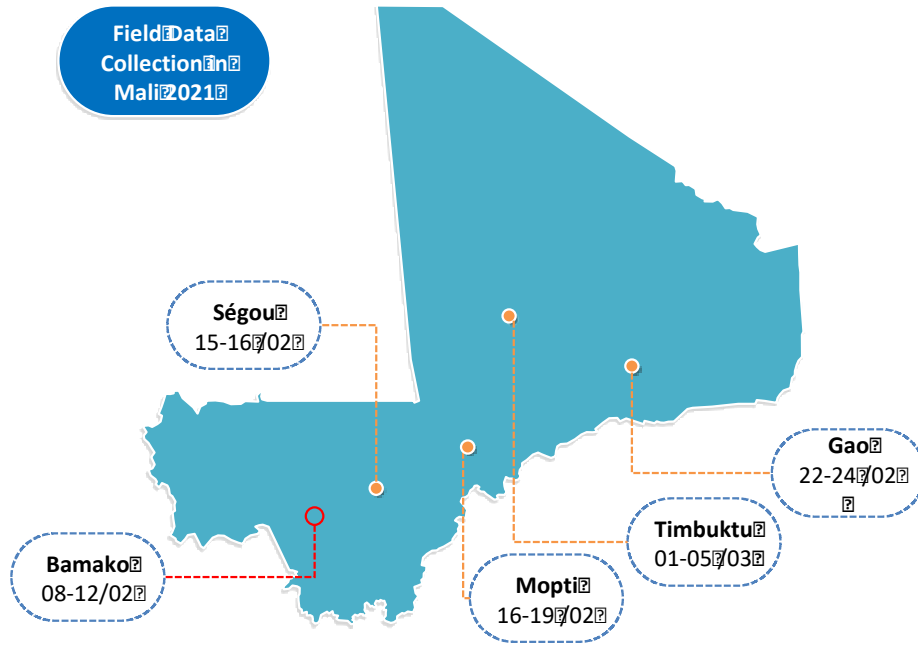 Field Data
Collection in
Mali 2021
Ségou
15-16 /02
Gao
22-24 /02
Timbuktu
01-05 /03
Bamako
08-12/02
Mopti
16-19 /02